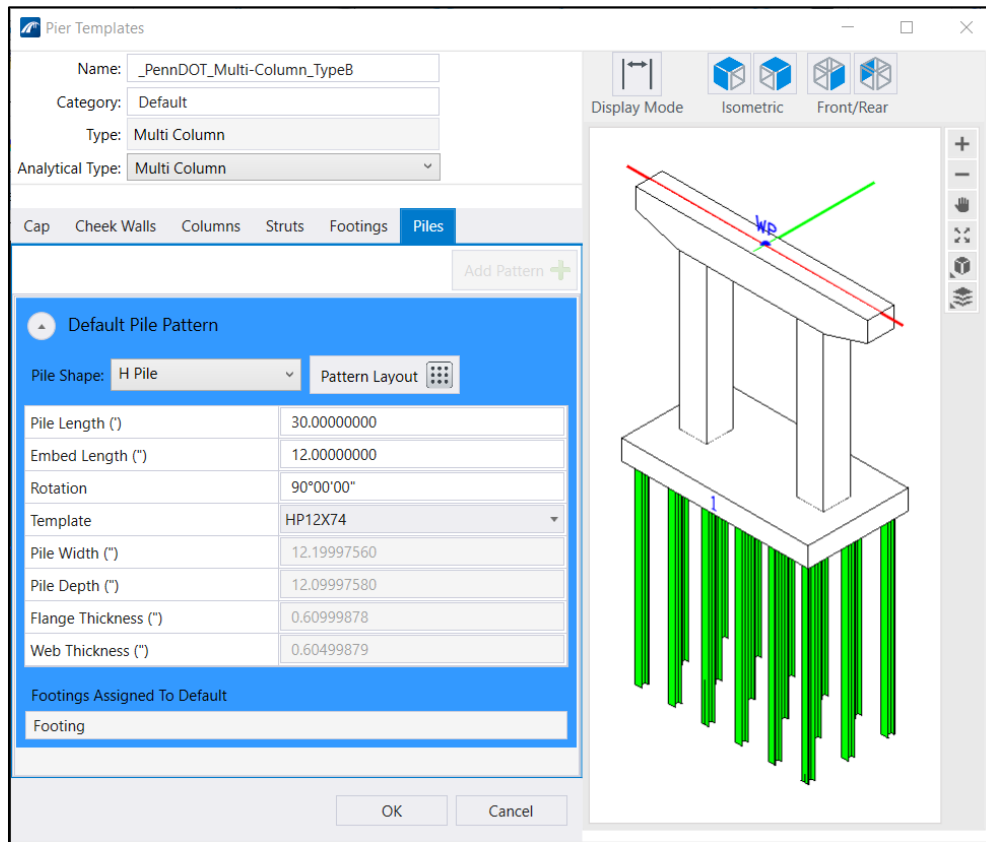 Pier Templates
Name: _PennDOT_Multi-Column_TypeB
Category: Default
Type: Multi Column
Analytical Type: Multi Column
Cap Cheek Walls Columns Struts Footings Piles
Add Pattern
Default Pile Pattern
Pile Shape: H Pile Pattern Layout
Pile Length (') 30.00000000
Embed Length (") 12.00000000
Rotation 90°00'00"
Template HP12X74
Pile Width (") 12.19997560
Pile Depth (") 12.09997580
Flange Thickness (") 0.60999878
Web Thickness (") 0.60499879
Footings Assigned To Default
Footing
OK Cancel
Display Mode Isometric Front/Rear
WP
1